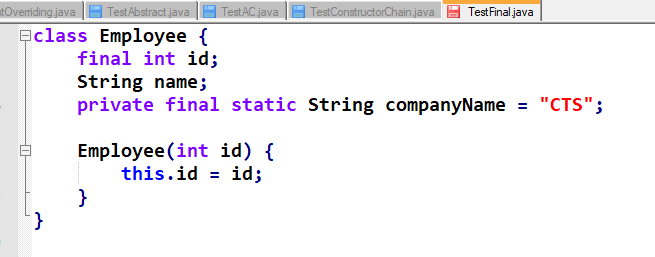 tOverriding.java TestAbstract.java TestAC.java TestConstructorChain.java TestFinal.java
class Employee {
final int id;
String name;
private final static String companyName = "CTS";
Employee(int id) {
this.id = id;
}
}